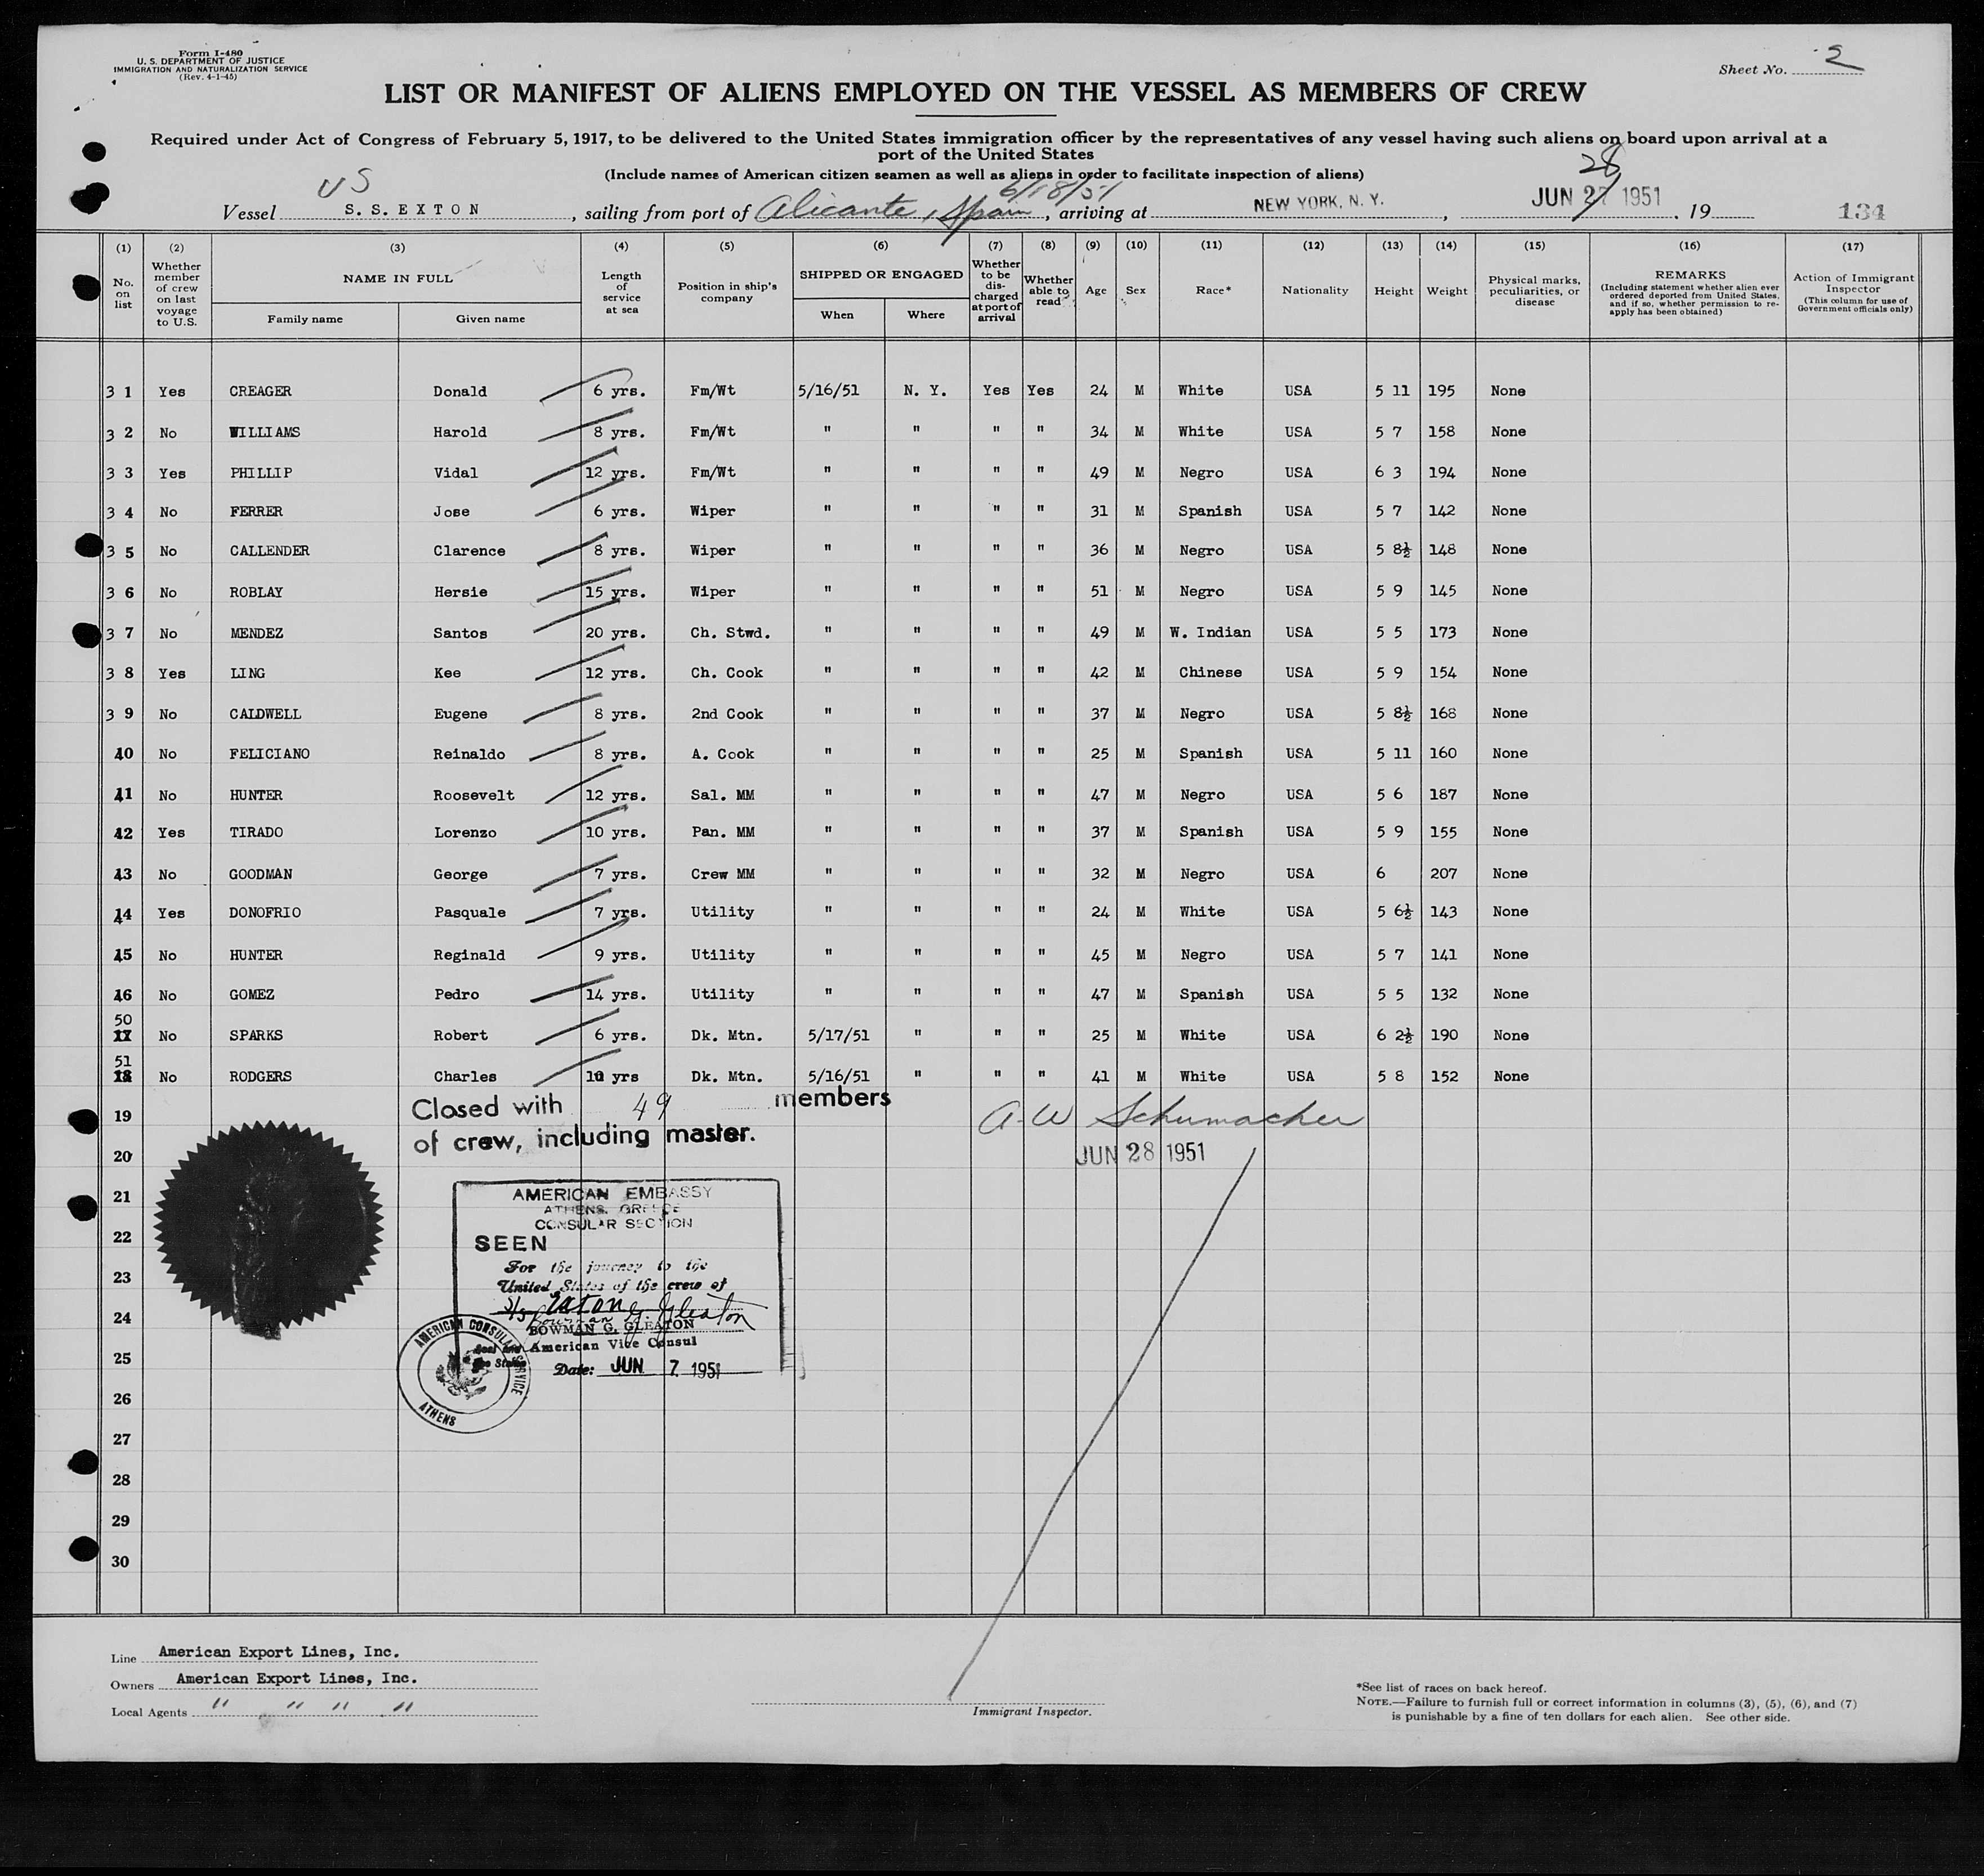 Form I-480
U. S. DEPARTMENT OF JUSTICE
IMMIGRATION AND NATURALIZATION SERVICE
(Rev. 4-1-45)
Sheet No. 2
LIST OR MANIFEST OF ALIENS EMPLOYED ON THE VESSEL AS MEMBERS OF CREW
Required under Act of Congress of February 5, 1917, to be delivered to the United States immigration officer by the representatives of any vessel having such aliens on board upon arrival at a
port of the United States
(Include names of American citizen seamen as well as aliens in order to facilitate inspection of aliens)
US 6/18/51 28
Vessel S. S. EXTON, sailing from port of Alicante, Spain, arriving at NEW YORK, N. Y., JUN 27 1951, 19 134
(1) (2) (3) (4) (5) (6) (7) (8) (9) (10) (11) (12) (13) (14) (15) (16) (17)
No. on list
Whether member of crew on last voyage to U.S.
NAME IN FULL
Family name Given name
Length of service at sea
Position in ship's company
SHIPPED OR ENGAGED
When Where
Whether to be discharged at port of arrival
Whether able to read
Age
Sex
Race*
Nationality
Height
Weight
Physical marks, peculiarities, or disease
REMARKS
(Including statement whether alien ever ordered deported from United States, and if so, whether permission to re-apply has been obtained)
Action of Immigrant Inspector
(This column for use of Government officials only)
3 1 Yes CREAGER Donald 6 yrs. Fm/Wt 5/16/51 N. Y. Yes Yes 24 M White USA 5 11 195 None
3 2 No WILLIAMS Harold 8 yrs. Fm/Wt " " " " 34 M White USA 5 7 158 None
3 3 Yes PHILLIP Vidal 12 yrs. Fm/Wt " " " " 49 M Negro USA 6 3 194 None
3 4 No FERRER Jose 6 yrs. Wiper " " " " 31 M Spanish USA 5 7 142 None
3 5 No CALLENDER Clarence 8 yrs. Wiper " " " " 36 M Negro USA 5 8½ 148 None
3 6 No ROBLAY Hersie 15 yrs. Wiper " " " " 51 M Negro USA 5 9 145 None
3 7 No MENDEZ Santos 20 yrs. Ch. Stwd. " " " " 49 M W. Indian USA 5 5 173 None
3 8 Yes LING Kee 12 yrs. Ch. Cook " " " " 42 M Chinese USA 5 9 154 None
3 9 No CALDWELL Eugene 8 yrs. 2nd Cook " " " " 37 M Negro USA 5 8½ 168 None
40 No FELICIANO Reinaldo 8 yrs. A. Cook " " " " 25 M Spanish USA 5 11 160 None
41 No HUNTER Roosevelt 12 yrs. Sal. MM " " " " 47 M Negro USA 5 6 187 None
42 Yes TIRADO Lorenzo 10 yrs. Pan. MM " " " " 37 M Spanish USA 5 9 155 None
43 No GOODMAN George 7 yrs. Crew MM " " " " 32 M Negro USA 6 207 None
44 Yes DONOFRIO Pasquale 7 yrs. Utility " " " " 24 M White USA 5 6½ 143 None
45 No HUNTER Reginald 9 yrs. Utility " " " " 45 M Negro USA 5 7 141 None
46 No GOMEZ Pedro 14 yrs. Utility " " " " 47 M Spanish USA 5 5 132 None
50
17 No SPARKS Robert 6 yrs. Dk. Mtn. 5/17/51 " " " 25 M White USA 6 2½ 190 None
51
18 No RODGERS Charles 10 yrs Dk. Mtn. 5/16/51 " " " 41 M White USA 5 8 152 None
19 Closed with 49 members A. W Schumacher
of crew, including master.
20 JUN 28 1951
21 AMERICAN EMBASSY
ATHENS, GREECE
CONSULAR SECTION
22 SEEN
For the journey to the
23 United States of the crew of
S/S Exton
24 Bowman G. Gleaton
BOWMAN G. GLEATON
American Vice Consul
25 Date: JUN 7 1951
AMERICAN CONSULAR SERVICE
ATHENS
26
27
28
29
30
Line American Export Lines, Inc.
Owners American Export Lines, Inc.
Local Agents " " " "
Immigrant Inspector.
*See list of races on back hereof.
NOTE.—Failure to furnish full or correct information in columns (3), (5), (6), and (7)
is punishable by a fine of ten dollars for each alien. See other side.